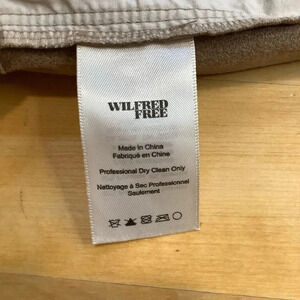 WILFRED
FREE
Made in China
Fabriqué en Chine
Professional Dry Clean Only
Nettoyage à Sec Professionnel
Seulement